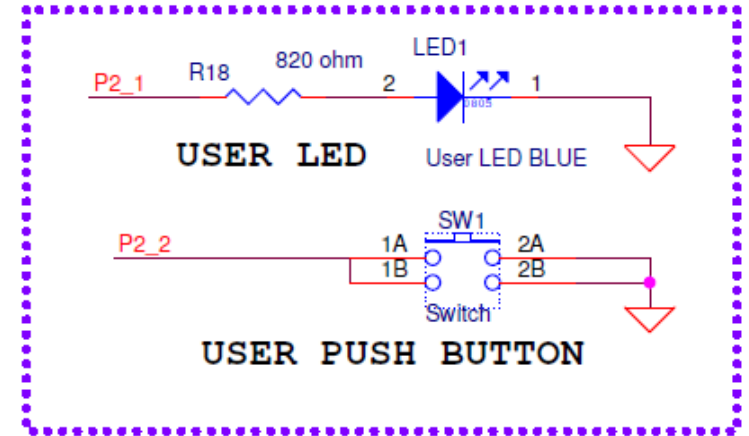 820 ohm
LED1
P2_1
R18
2
1
0805
USER LED
User LED BLUE
SW1
P2_2
1A
2A
1B
2B
Switch
USER PUSH BUTTON